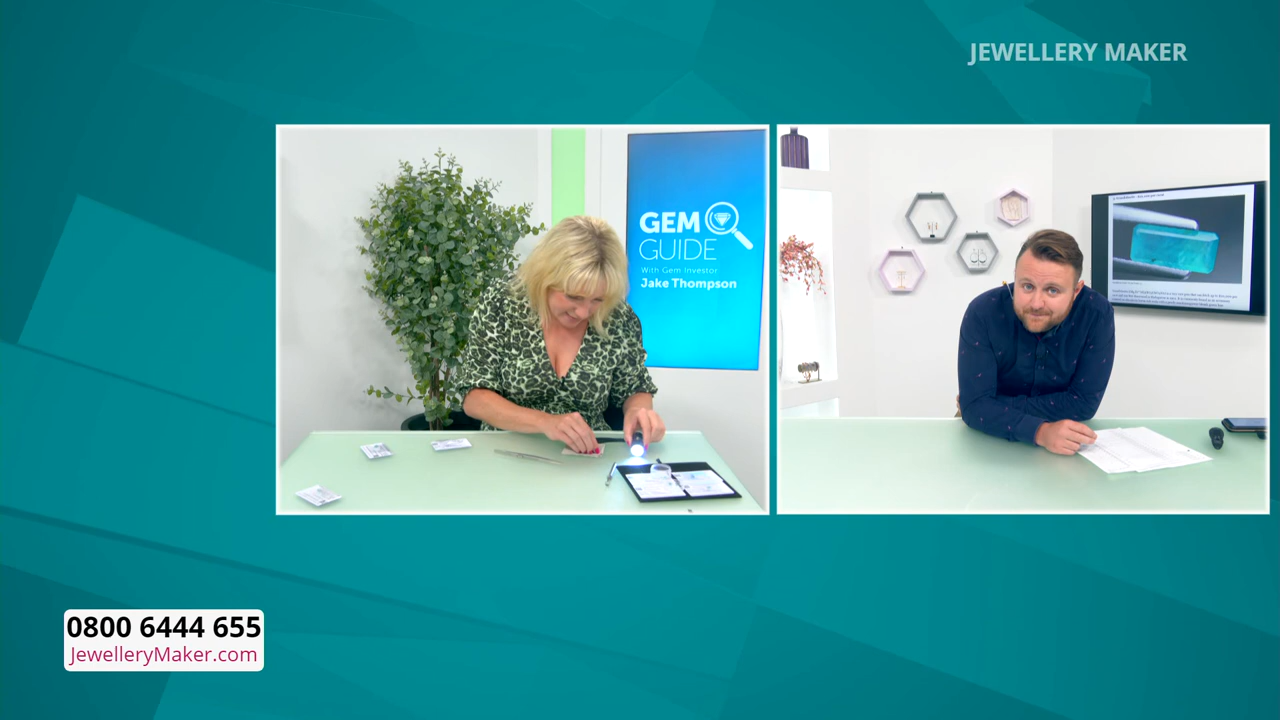 JEWELLERY MAKER
GEM
GUIDE
With Gem Investor
Jake Thompson
0800 6444 655
JewelleryMaker.com